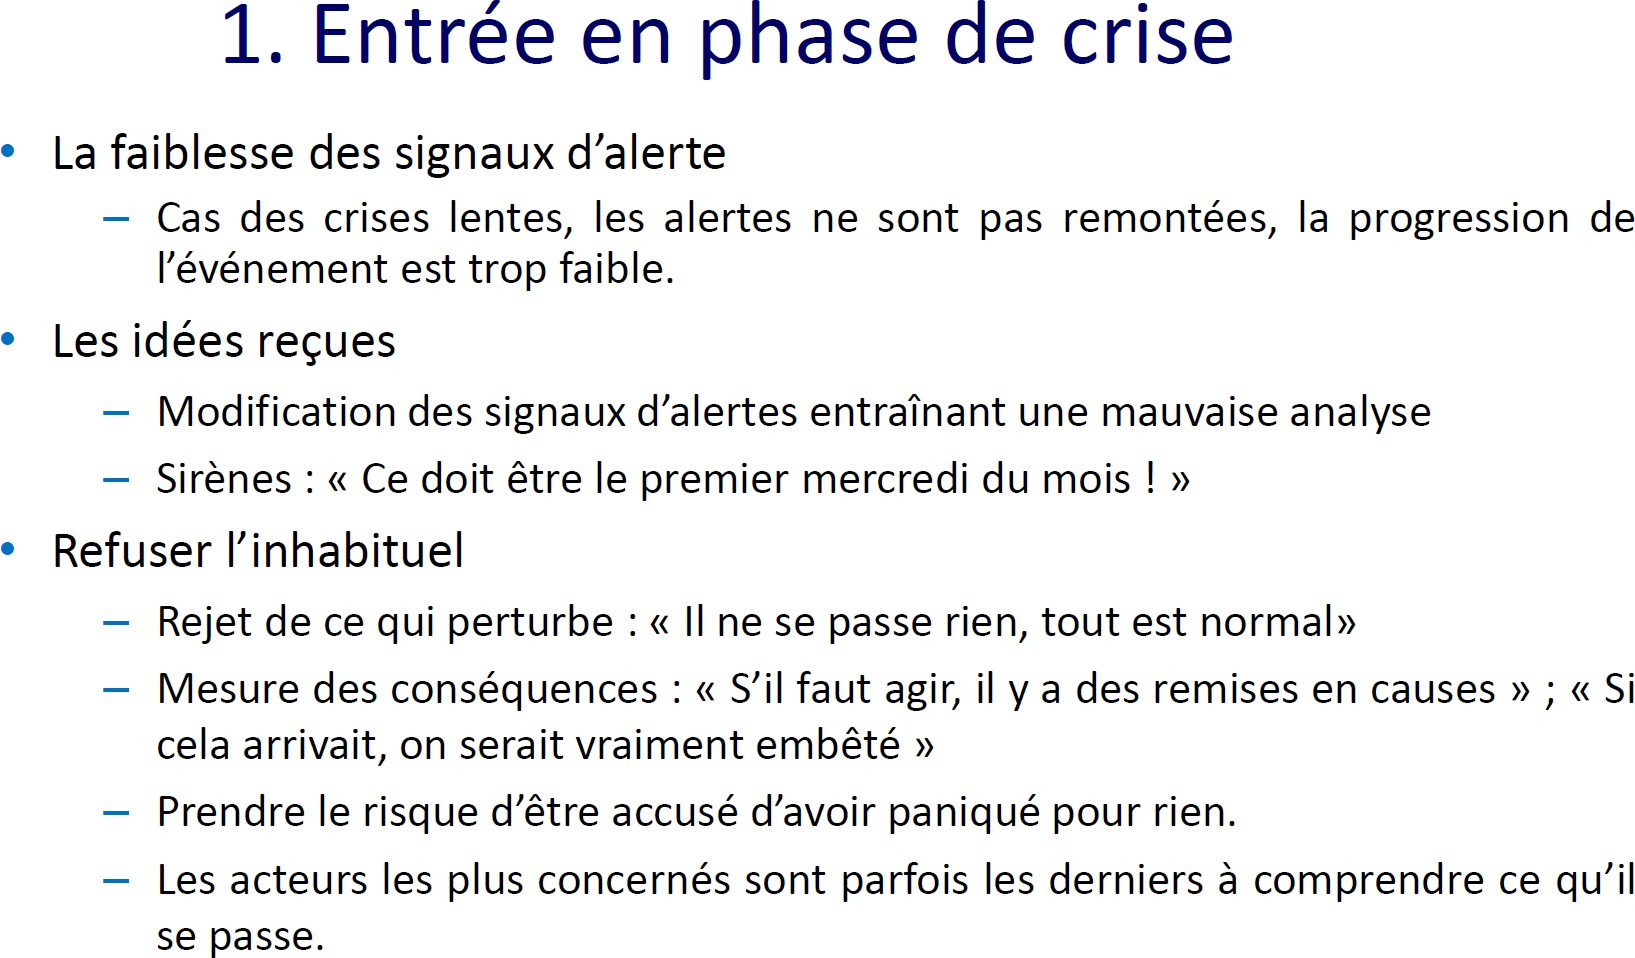 1. Entrée en phase de crise
• La faiblesse des signaux d’alerte
– Cas des crises lentes, les alertes ne sont pas remontées, la progression de
l’événement est trop faible.
• Les idées reçues
– Modification des signaux d’alertes entraînant une mauvaise analyse
– Sirènes : « Ce doit être le premier mercredi du mois ! »
• Refuser l’inhabituel
– Rejet de ce qui perturbe : « Il ne se passe rien, tout est normal»
– Mesure des conséquences : « S’il faut agir, il y a des remises en causes » ; « Si
cela arrivait, on serait vraiment embêté »
– Prendre le risque d’être accusé d’avoir paniqué pour rien.
– Les acteurs les plus concernés sont parfois les derniers à comprendre ce qu’il
se passe.